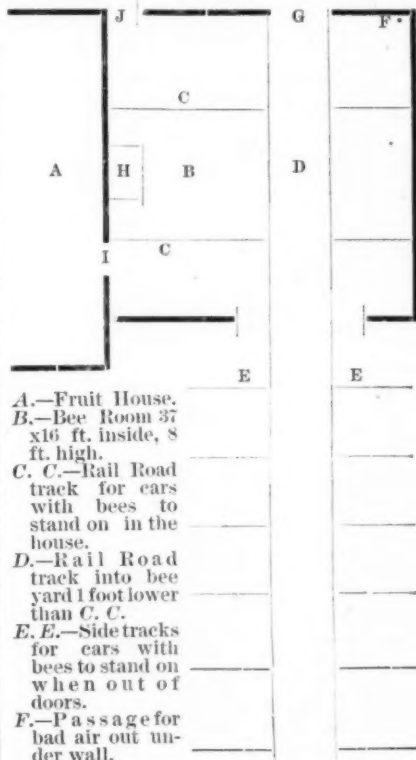 J G F
C
A H B D
I C
E E
A.—Fruit House.
B.—Bee Room 37
x16 ft. inside, 8
ft. high.
C. C.—Rail Road
track for cars
with bees to
stand on in the
house.
D.—Rail Road
track into bee
yard 1 foot lower
than C. C.
E. E.—Side tracks
for cars with
bees to stand on
when out of
doors.
F.—Passage for
bad air out un-
der wall.